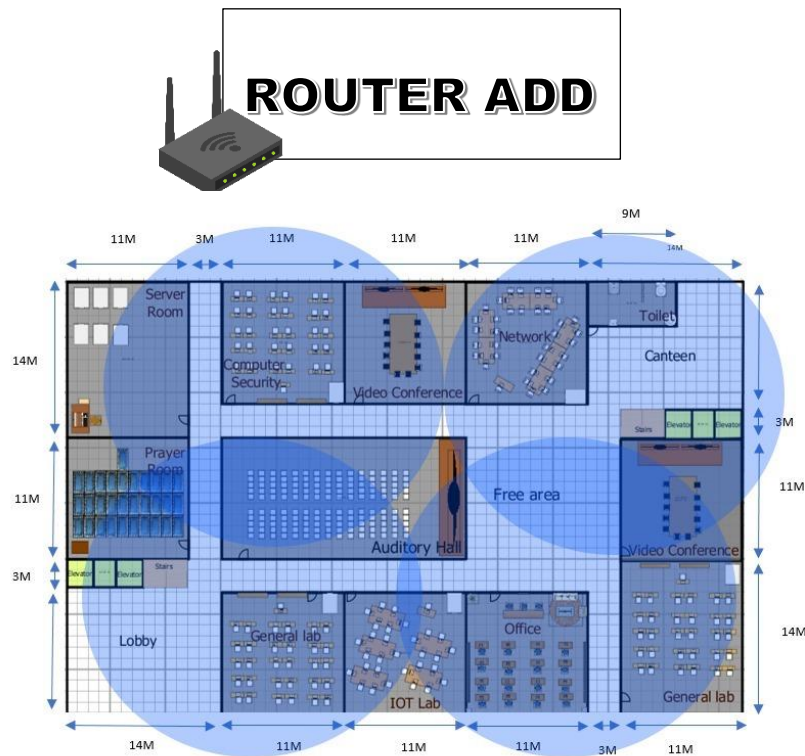 ROUTER ADD
9M
11M
3M
11M
11M
11M
14M
Server
Room
Computer
Security
Video Conference
Network
Toilet
Canteen
14M
3M
Stairs
Elevator
Elevator
Prayer
Room
11M
Auditory Hall
Free area
Video Conference
11M
3M
Elevator
Elevator
Stairs
Lobby
General lab
IOT Lab
Office
General lab
14M
14M
11M
11M
11M
3M
11M